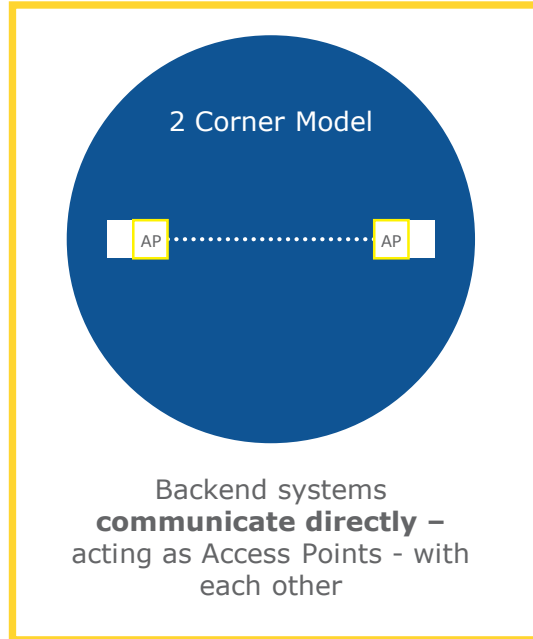 2 Corner Model
AP
AP
Backend systems
communicate directly –
acting as Access Points - with
each other